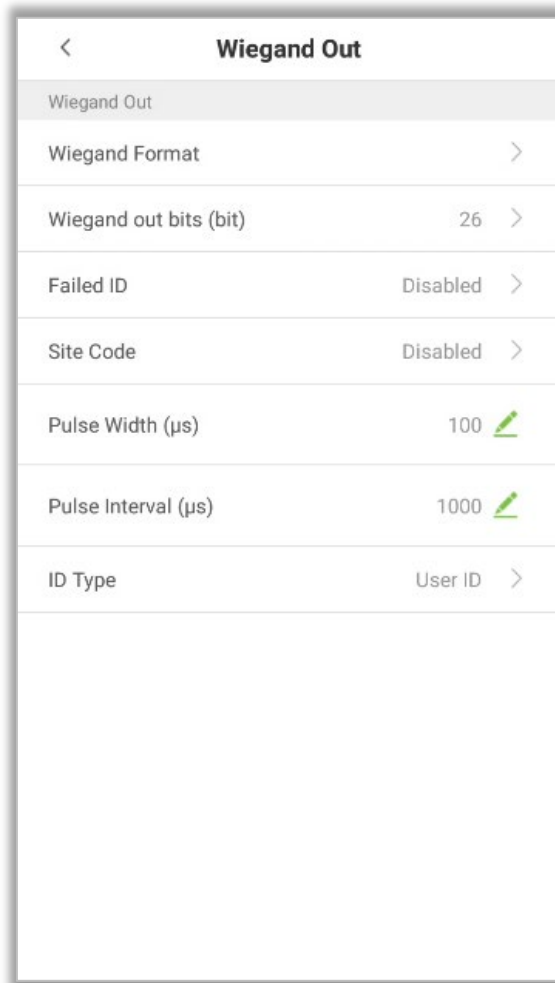 Wiegand Out
Wiegand Out
Wiegand Format
Wiegand out bits (bit) 26
Failed ID Disabled
Site Code Disabled
Pulse Width (μs) 100
Pulse Interval (μs) 1000
ID Type User ID